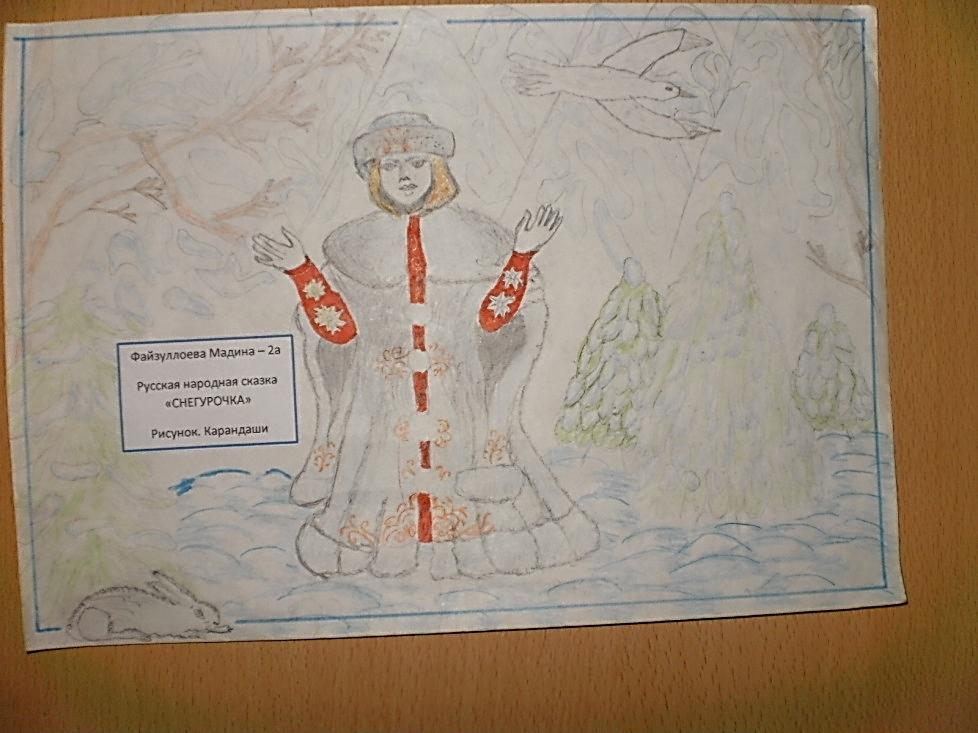 Файзуллоева Мадина – 2а
Русская народная сказка
«СНЕГУРОЧКА»
Рисунок. Карандаши